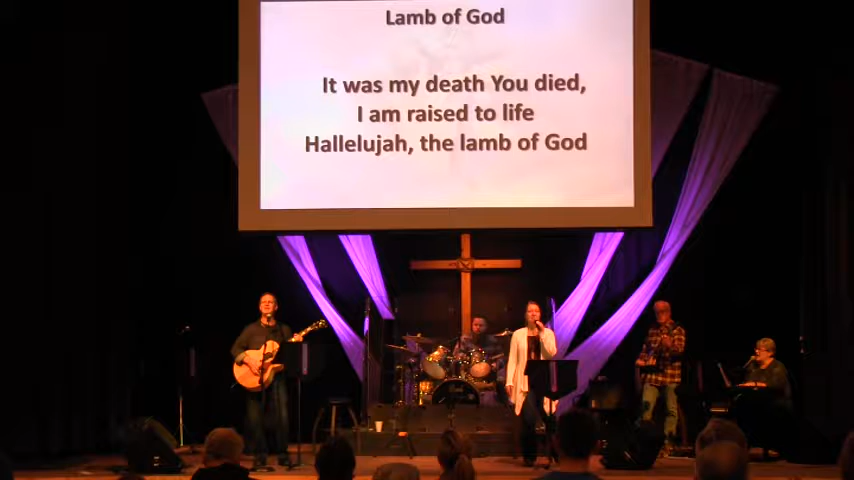 Lamb of God
It was my death You died,
I am raised to life
Hallelujah, the lamb of God